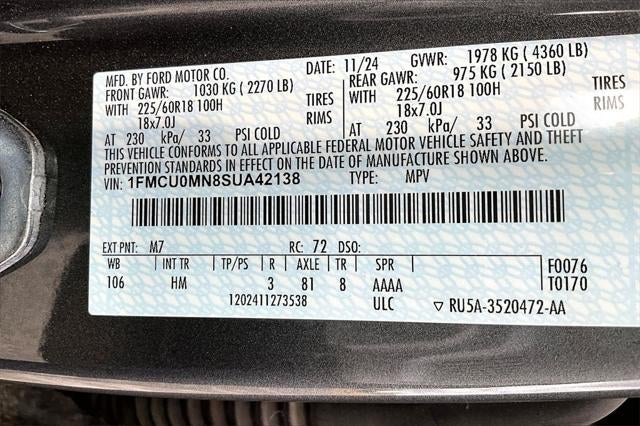 MFD. BY FORD MOTOR CO. DATE: 11/24 GVWR: 1978 KG ( 4360 LB)
FRONT GAWR: 1030 KG ( 2270 LB) REAR GAWR: 975 KG ( 2150 LB)
WITH 225/60R18 100H TIRES WITH 225/60R18 100H TIRES
18x7.0J RIMS 18x7.0J RIMS
AT 230 kPa/ 33 PSI COLD AT 230 kPa/ 33 PSI COLD
THIS VEHICLE CONFORMS TO ALL APPLICABLE FEDERAL MOTOR VEHICLE SAFETY AND THEFT
PREVENTION STANDARDS IN EFFECT ON THE DATE OF MANUFACTURE SHOWN ABOVE.
VIN: 1FMCU0MN8SUA42138 TYPE: MPV
EXT PNT: M7 RC: 72 DSO:
WB INT TR TP/PS R AXLE TR SPR F0076
106 HM 3 81 8 AAAA T0170
1202411273538 ULC ▽ RU5A-3520472-AA